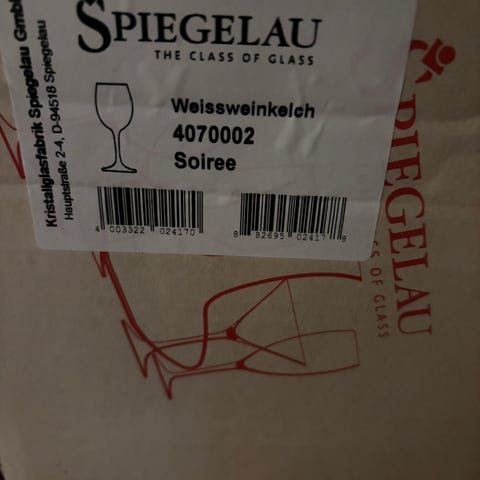 SPIEGELAU
THE CLASS OF GLASS
Kristallglasfabrik Spiegelau GmbH
Hauptstraße 2-4, D-94518 Spiegelau
Weissweinkelch
4070002
Soiree
4 003322 024170
8 82695 02417 8
SPIEGELAU
CLASS OF GLASS